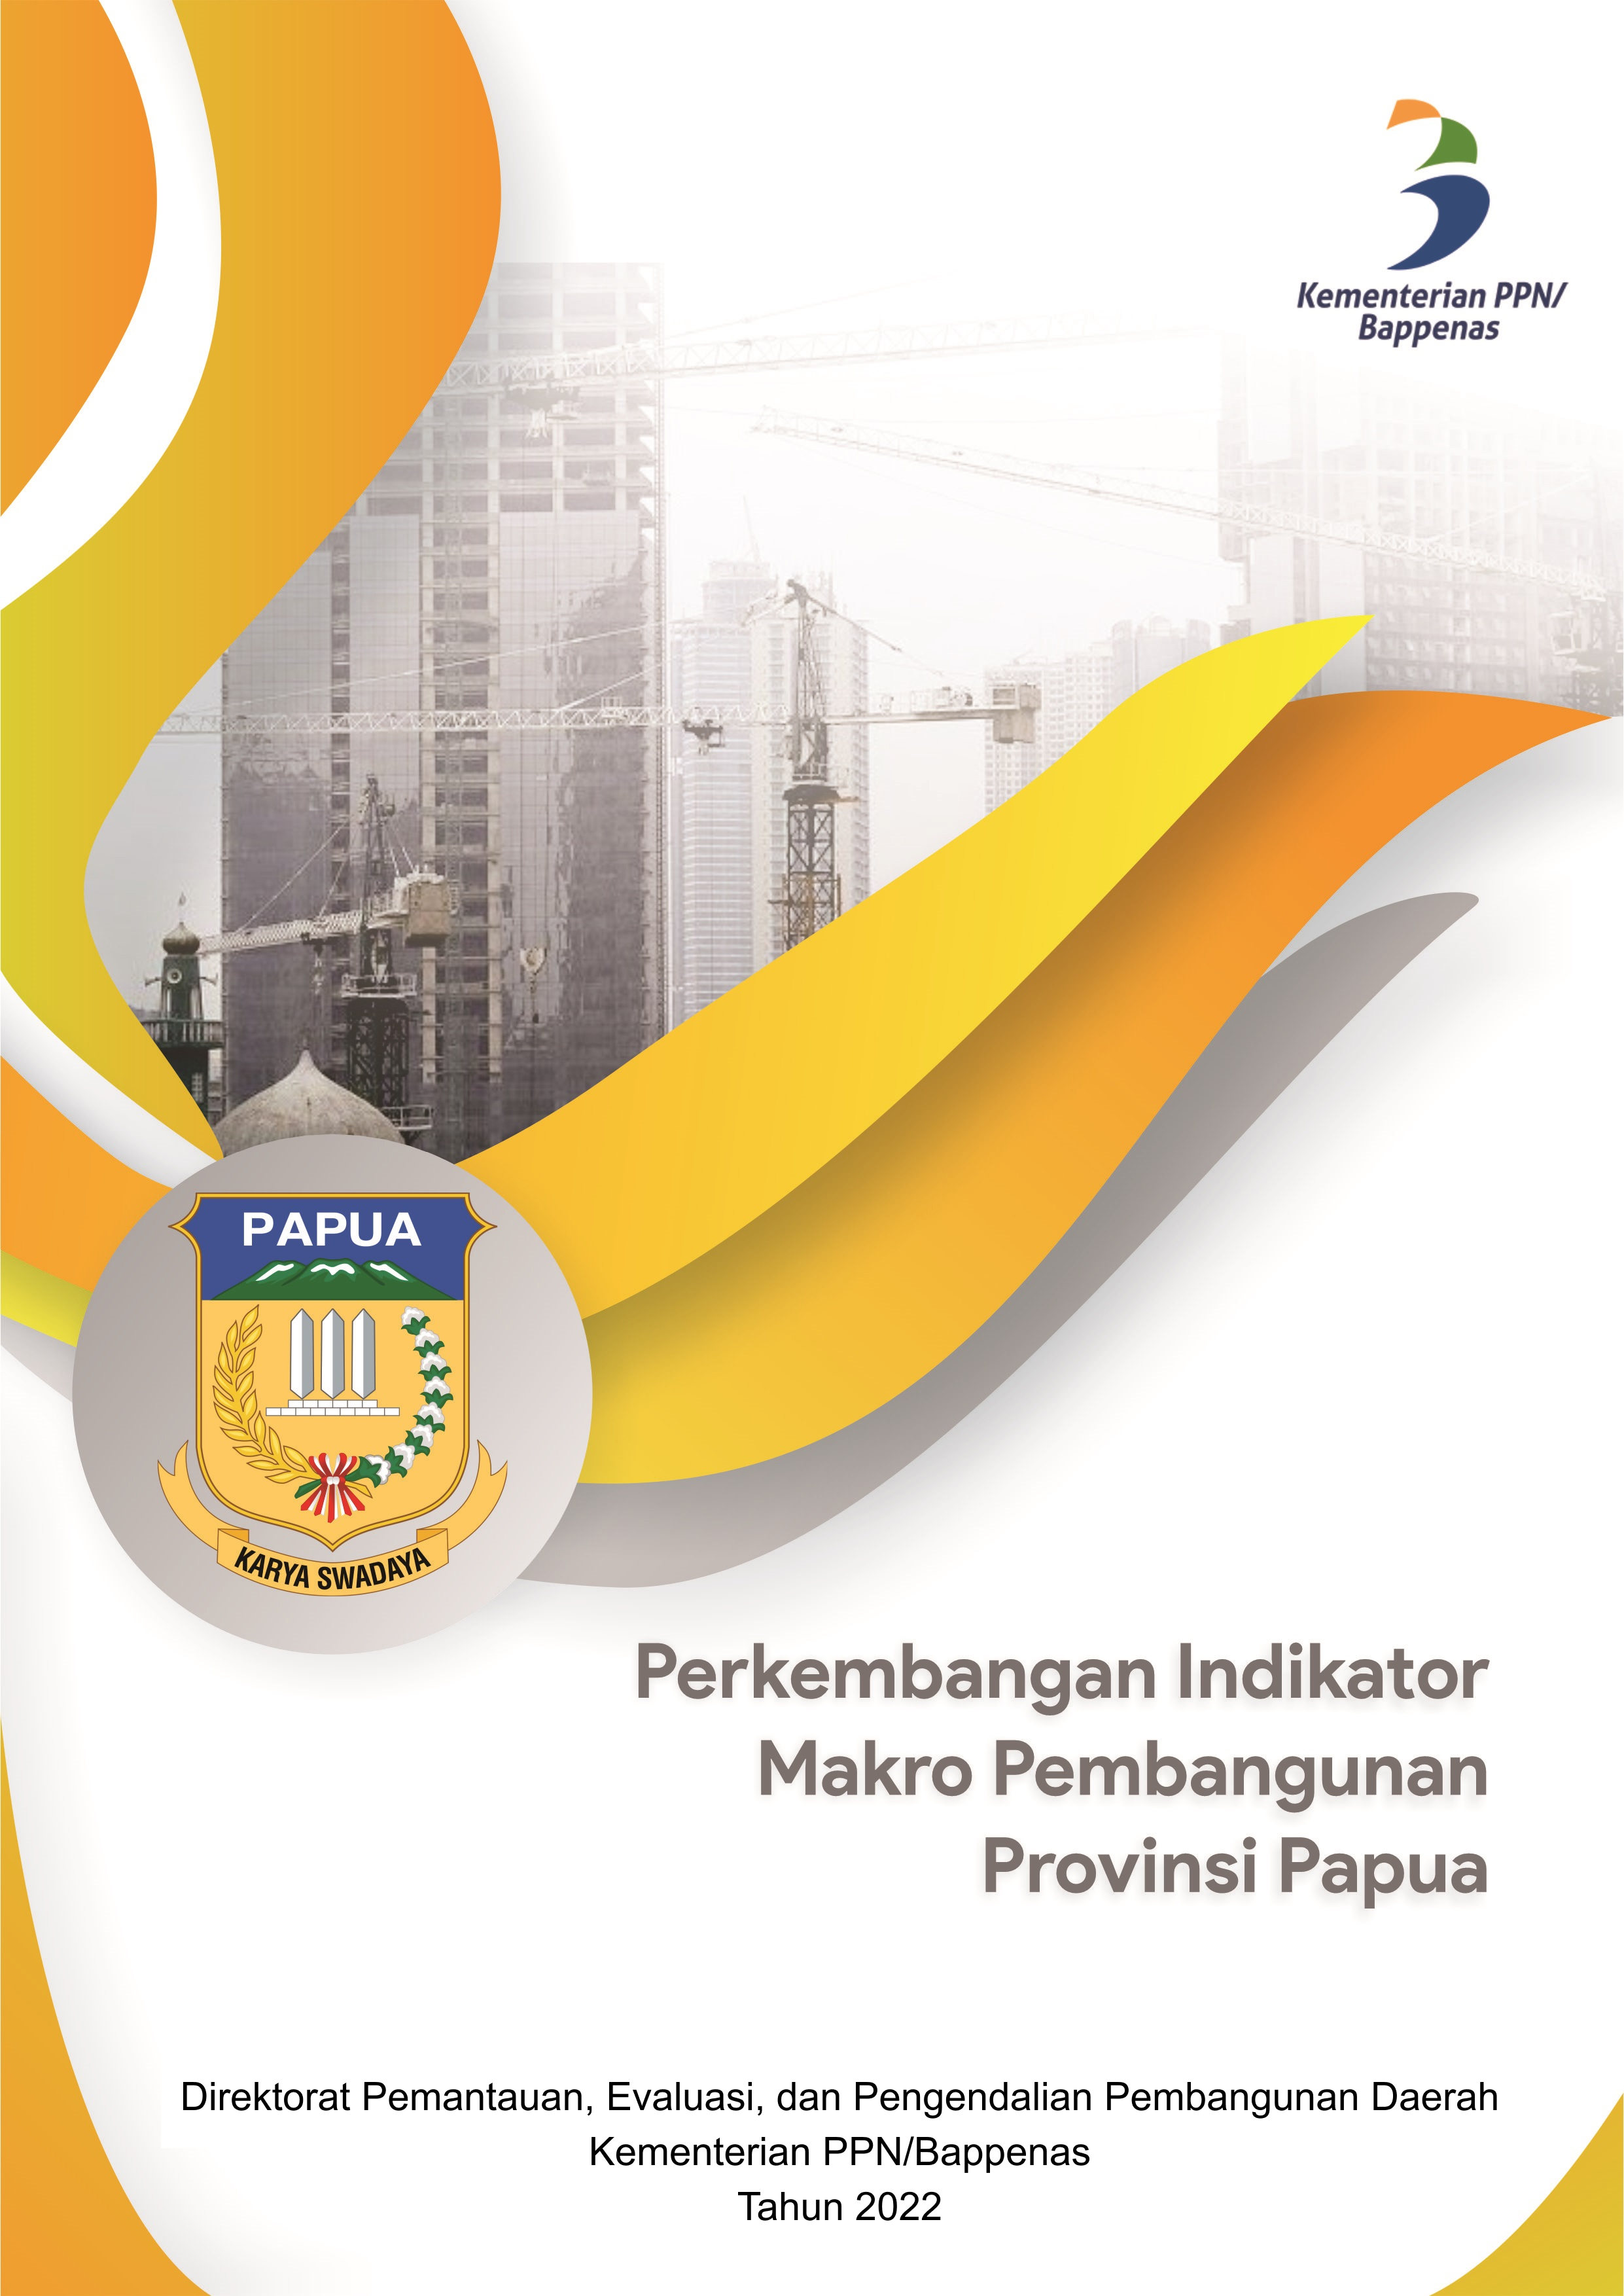 Kementerian PPN/
Bappenas
PAPUA
KARYA SWADAYA
Perkembangan Indikator
Makro Pembangunan
Provinsi Papua
Direktorat Pemantauan, Evaluasi, dan Pengendalian Pembangunan Daerah
Kementerian PPN/Bappenas
Tahun 2022